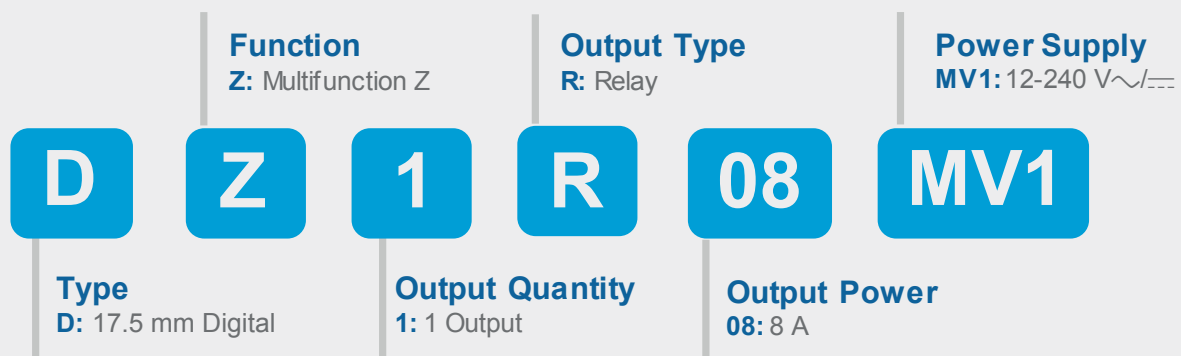 Function
Z: Multifunction Z
Output Type
R: Relay
Power Supply
MV1: 12-240 V~/⎓
D Z 1 R 08 MV1
Type
D: 17.5 mm Digital
Output Quantity
1: 1 Output
Output Power
08: 8 A